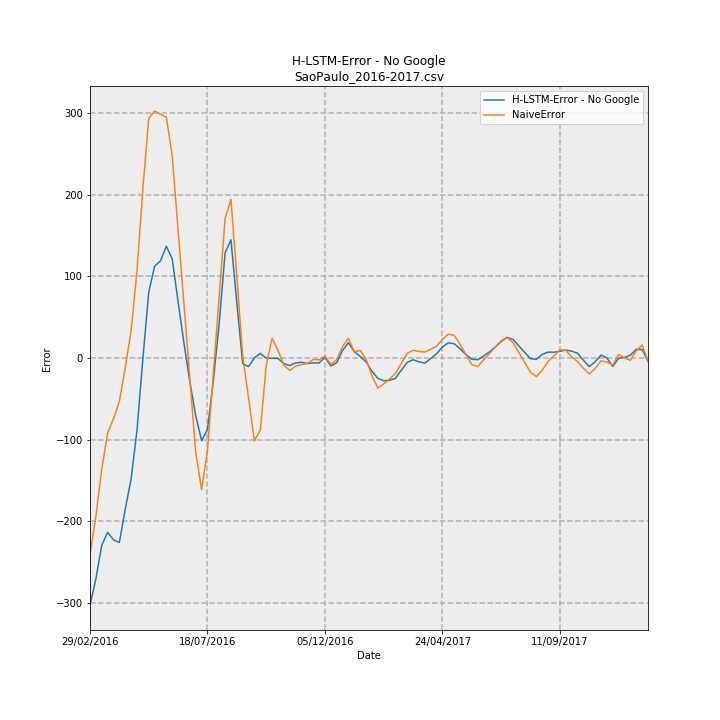 H-LSTM-Error - No Google
SaoPaulo_2016-2017.csv
H-LSTM-Error - No Google
NaiveError
300
200
100
0
−100
−200
−300
Error
29/02/2016
18/07/2016
05/12/2016
24/04/2017
11/09/2017
Date